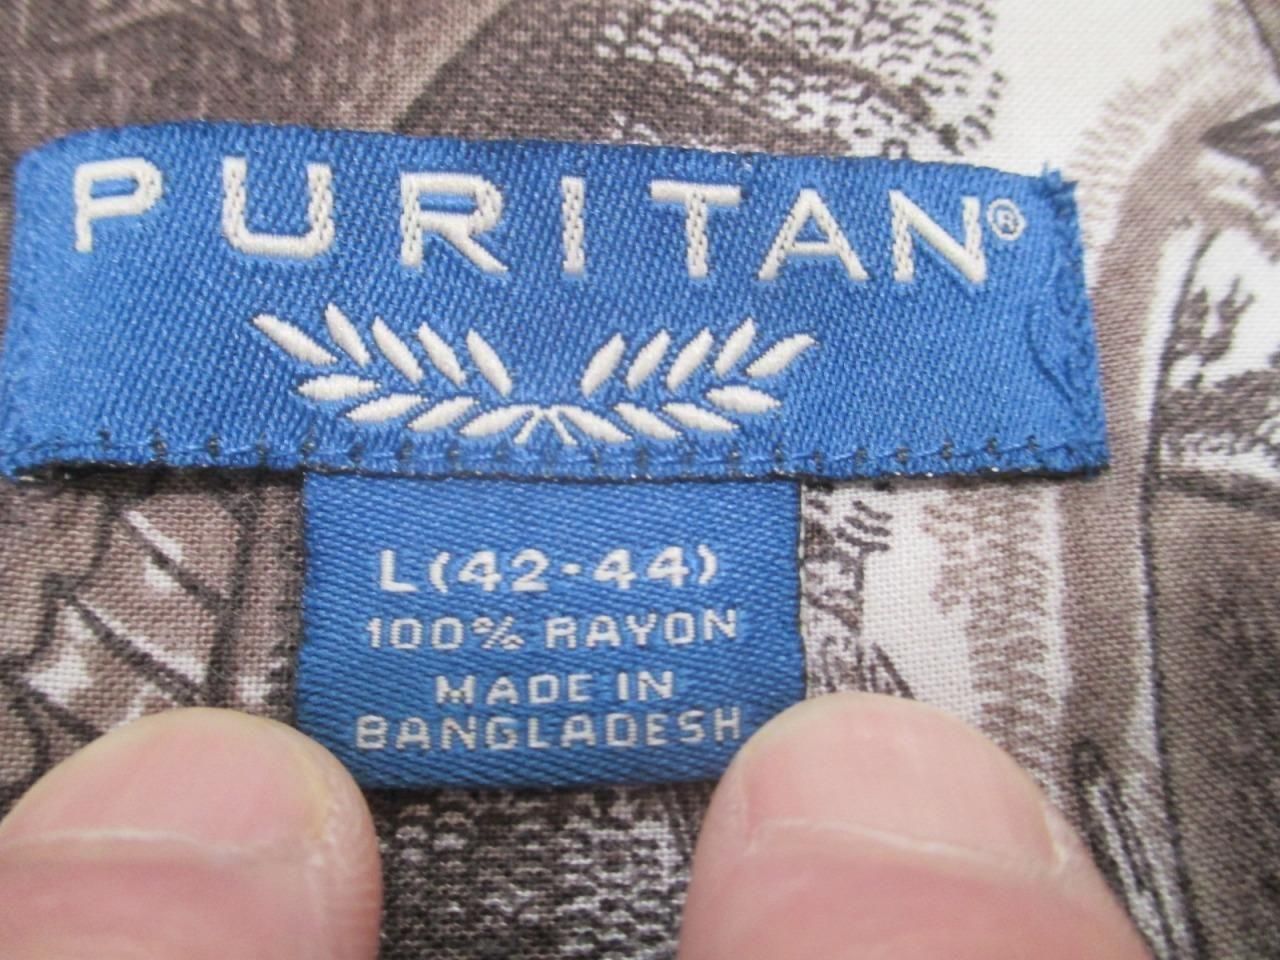 PURITAN®
L(42-44)
100% RAYON
MADE IN
BANGLADESH